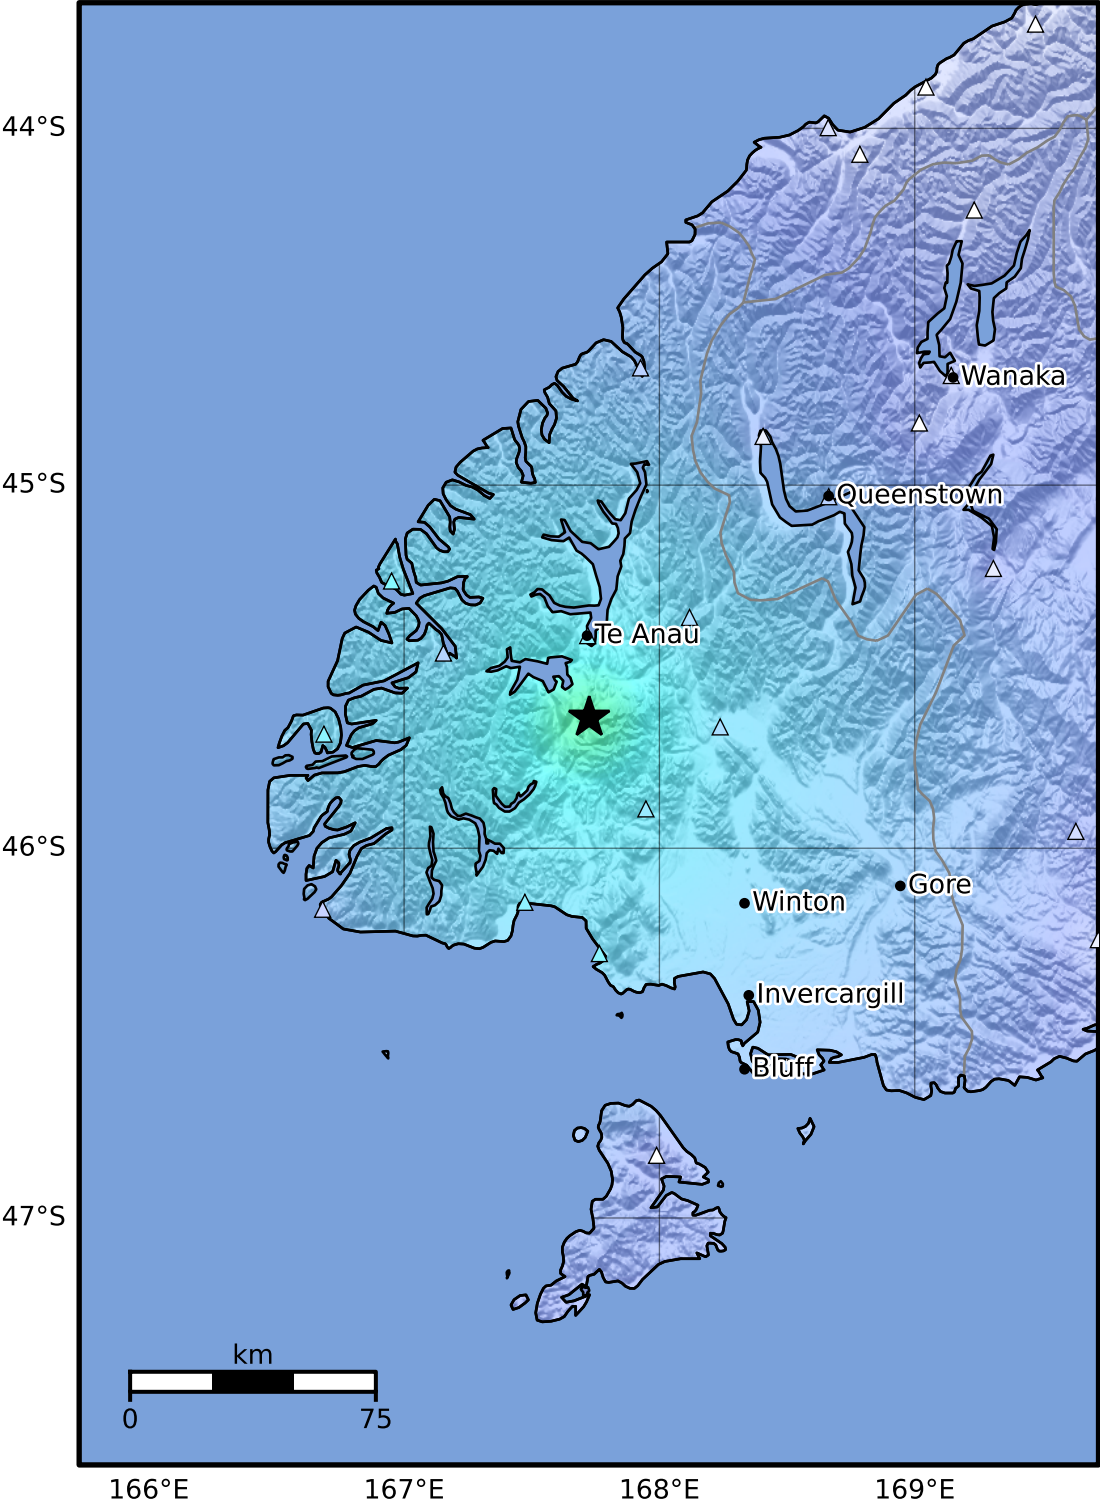 44°S
Wanaka
45°S
Queenstown
Te Anau
46°S
Gore
Winton
Invercargill
Bluff
47°S
km
0 75
166°E 167°E 168°E 169°E